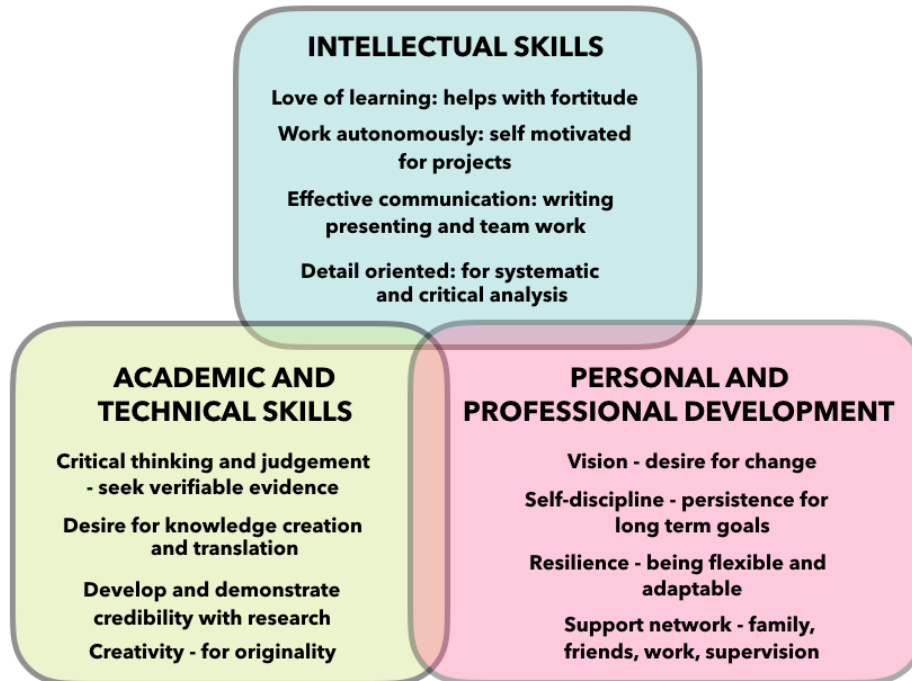 INTELLECTUAL SKILLS
Love of learning: helps with fortitude
Work autonomously: self motivated
for projects
Effective communication: writing
presenting and team work
Detail oriented: for systematic
and critical analysis
ACADEMIC AND
TECHNICAL SKILLS
Critical thinking and judgement
- seek verifiable evidence
Desire for knowledge creation
and translation
Develop and demonstrate
credibility with research
Creativity - for originality
PERSONAL AND
PROFESSIONAL DEVELOPMENT
Vision - desire for change
Self-discipline - persistence for
long term goals
Resilience - being flexible and
adaptable
Support network - family,
friends, work, supervision